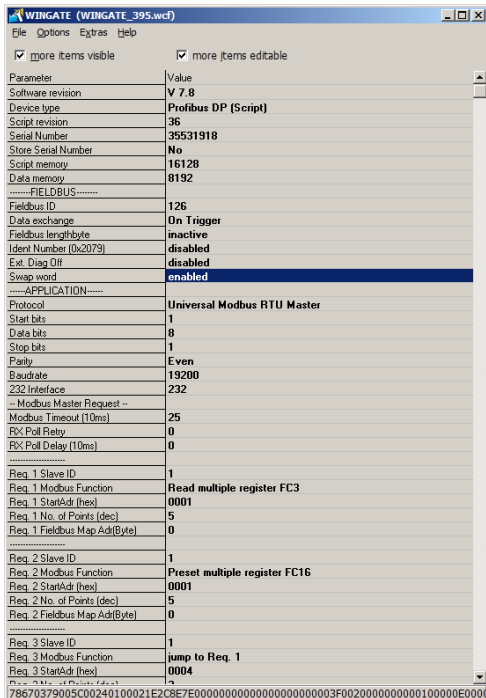 WINGATE (WINGATE_395.wcf)
File Options Extras Help
more items visible more items editable
Parameter Value
Software revision V 7.8
Device type Profibus DP (Script)
Script revision 36
Serial Number 35531918
Store Serial Number No
Script memory 16128
Data memory 8192
--------FIELDBUS--------
Fieldbus ID 126
Data exchange On Trigger
Fieldbus lengthbyte inactive
Ident Number (0x2079) disabled
Ext. Diag Off disabled
Swap word enabled
------APPLICATION------
Protocol Universal Modbus RTU Master
Start bits 1
Data bits 8
Stop bits 1
Parity Even
Baudrate 19200
232 Interface 232
-- Modbus Master Request --
Modbus Timeout (10ms) 25
RX Poll Retry 0
RX Poll Delay (10ms) 0
---------------------
Req. 1 Slave ID 1
Req. 1 Modbus Function Read multiple register FC3
Req. 1 StartAdr (hex) 0001
Req. 1 No. of Points (dec) 5
Req. 1 Fieldbus Map Adr(Byte) 0
---------------------
Req. 2 Slave ID 1
Req. 2 Modbus Function Preset multiple register FC16
Req. 2 StartAdr (hex) 0001
Req. 2 No. of Points (dec) 5
Req. 2 Fieldbus Map Adr(Byte) 0
---------------------
Req. 3 Slave ID 1
Req. 3 Modbus Function jump to Req. 1
Req. 3 StartAdr (hex) 0004